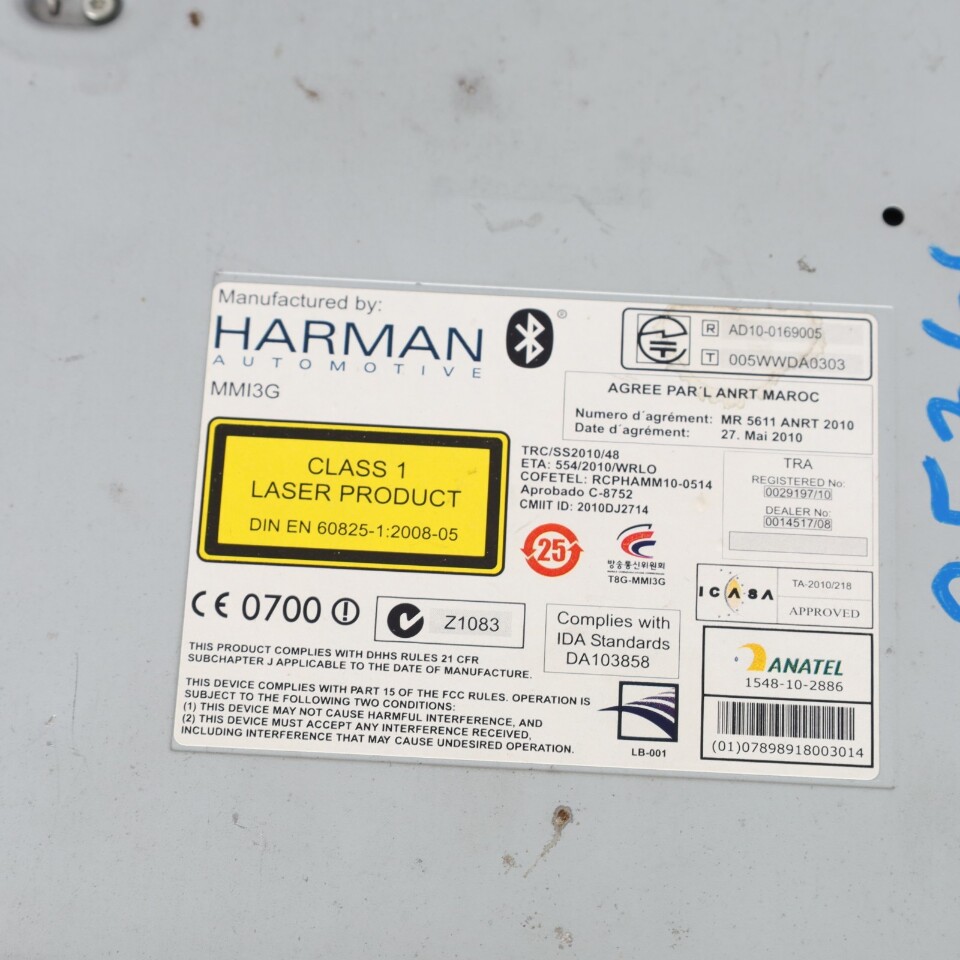 Manufactured by:
HARMAN
AUTOMOTIVE
MMI3G
®
R AD10-0169005
T 005WWDA0303
AGREE PAR´L ANRT MAROC
Numero d´agrément: MR 5611 ANRT 2010
Date d´agrément: 27. Mai 2010
CLASS 1
LASER PRODUCT
DIN EN 60825-1:2008-05
TRC/SS2010/48
ETA: 554/2010/WRLO
COFETEL: RCPHAMM10-0514
Aprobado C-8752
CMIIT ID: 2010DJ2714
TRA
REGISTERED No:
0029197/10
DEALER No:
0014517/08
25
방송통신위원회
T8G-MMI3G
ICASA
TA-2010/218
APPROVED
CE 0700
Z1083
Complies with
IDA Standards
DA103858
ANATEL
1548-10-2886
(01)07898918003014
THIS PRODUCT COMPLIES WITH DHHS RULES 21 CFR
SUBCHAPTER J APPLICABLE TO THE DATE OF MANUFACTURE.
THIS DEVICE COMPLIES WITH PART 15 OF THE FCC RULES. OPERATION IS
SUBJECT TO THE FOLLOWING TWO CONDITIONS:
(1) THIS DEVICE MAY NOT CAUSE HARMFUL INTERFERENCE, AND
(2) THIS DEVICE MUST ACCEPT ANY INTERFERENCE RECEIVED,
INCLUDING INTERFERENCE THAT MAY CAUSE UNDESIRED OPERATION.
LB-001